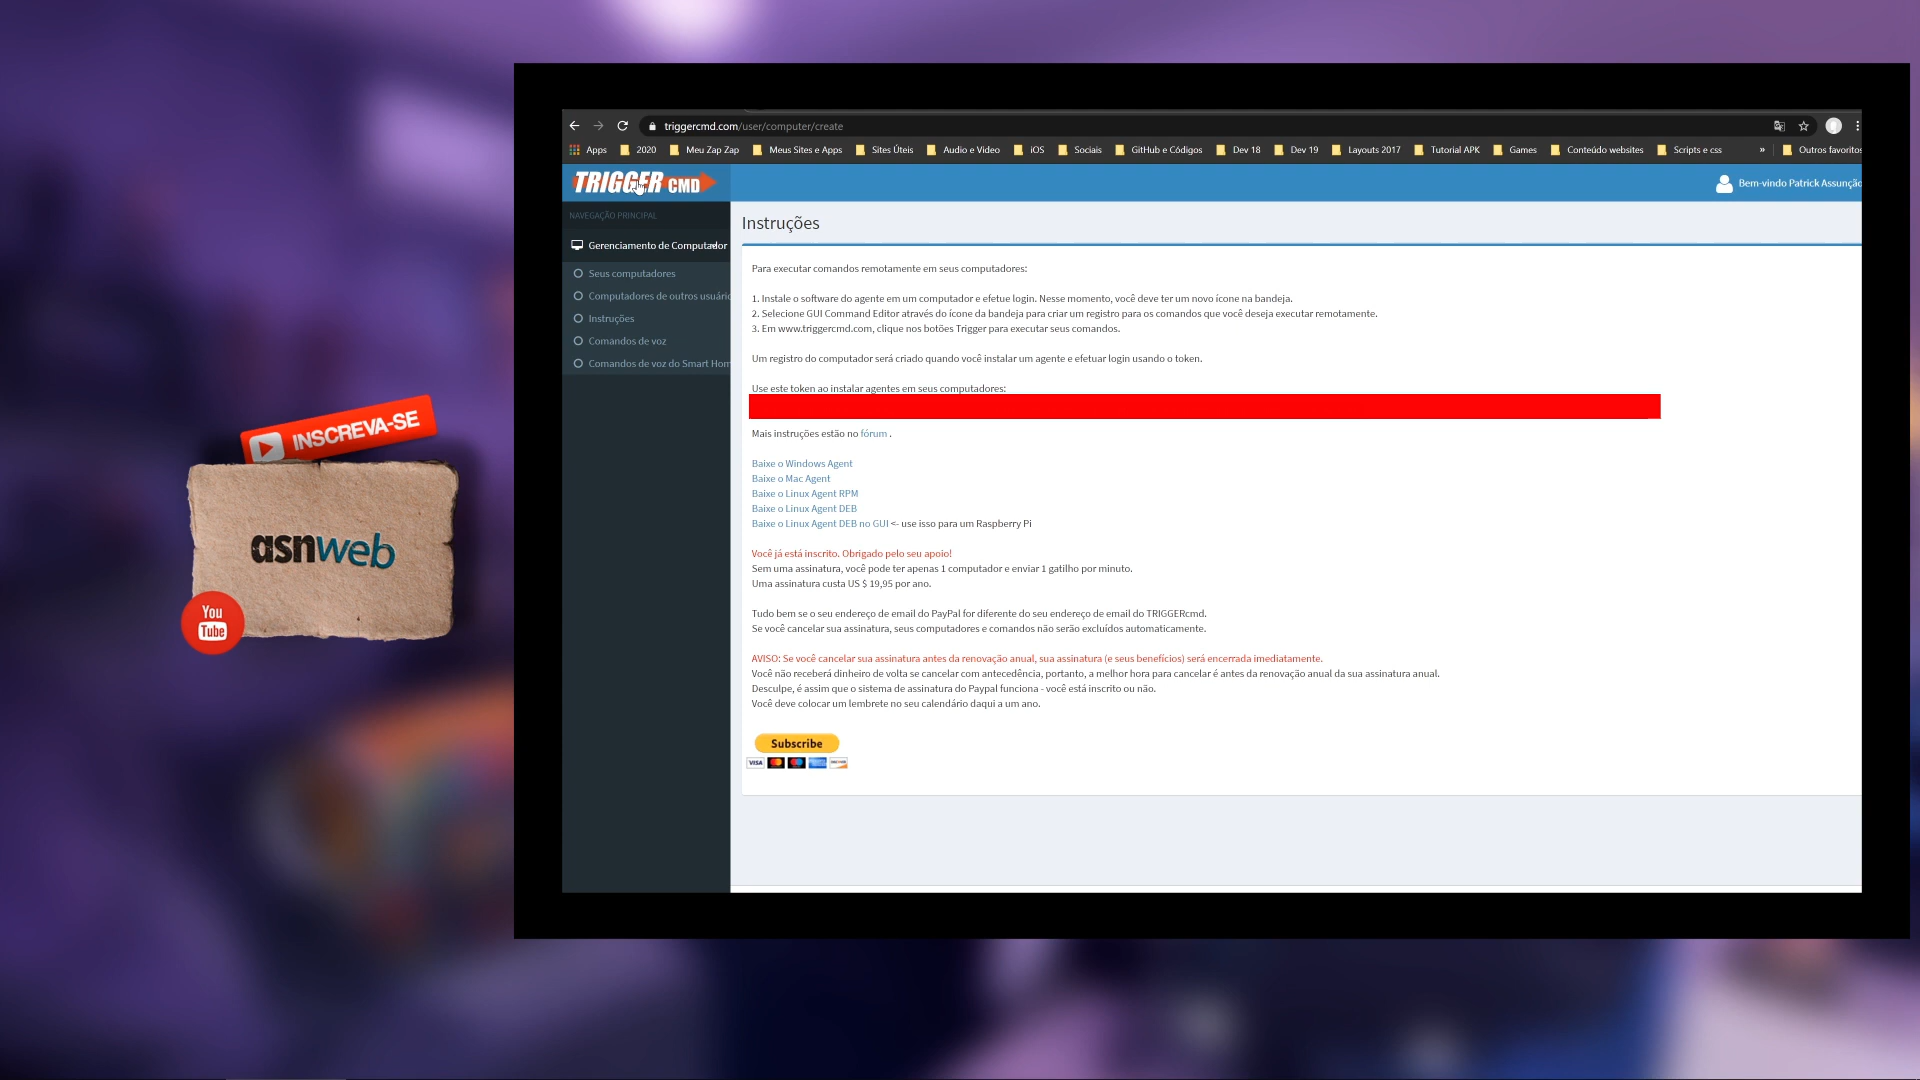 INSCREVA-SE
asnweb
You
Tube
triggercmd.com/user/computer/create
Apps
2020
Meu Zap Zap
Meus Sites e Apps
Sites Úteis
Audio e Video
iOS
Sociais
GitHub e Códigos
Dev 18
Dev 19
Layouts 2017
Tutorial APK
Games
Conteúdo websites
Scripts e css
»
Outros favoritos
TRIGGER CMD
Bem-vindo Patrick Assunção
NAVEGAÇÃO PRINCIPAL
Gerenciamento de Computador
Seus computadores
Computadores de outros usuário
Instruções
Comandos de voz
Comandos de voz do Smart Hom
Instruções
Para executar comandos remotamente em seus computadores:
1. Instale o software do agente em um computador e efetue login. Nesse momento, você deve ter um novo ícone na bandeja.
2. Selecione GUI Command Editor através do ícone da bandeja para criar um registro para os comandos que você deseja executar remotamente.
3. Em www.triggercmd.com, clique nos botões Trigger para executar seus comandos.
Um registro do computador será criado quando você instalar um agente e efetuar login usando o token.
Use este token ao instalar agentes em seus computadores:
Mais instruções estão no fórum .
Baixe o Windows Agent
Baixe o Mac Agent
Baixe o Linux Agent RPM
Baixe o Linux Agent DEB
Baixe o Linux Agent DEB no GUI <- use isso para um Raspberry Pi
Você já está inscrito. Obrigado pelo seu apoio!
Sem uma assinatura, você pode ter apenas 1 computador e enviar 1 gatilho por minuto.
Uma assinatura custa US $ 19,95 por ano.
Tudo bem se o seu endereço de email do PayPal for diferente do seu endereço de email do TRIGGERcmd.
Se você cancelar sua assinatura, seus computadores e comandos não serão excluídos automaticamente.
AVISO: Se você cancelar sua assinatura antes da renovação anual, sua assinatura (e seus benefícios) será encerrada imediatamente.
Você não receberá dinheiro de volta se cancelar com antecedência, portanto, a melhor hora para cancelar é antes da renovação anual da sua assinatura anual.
Desculpe, é assim que o sistema de assinatura do Paypal funciona - você está inscrito ou não.
Você deve colocar um lembrete no seu calendário daqui a um ano.
Subscribe
VISA